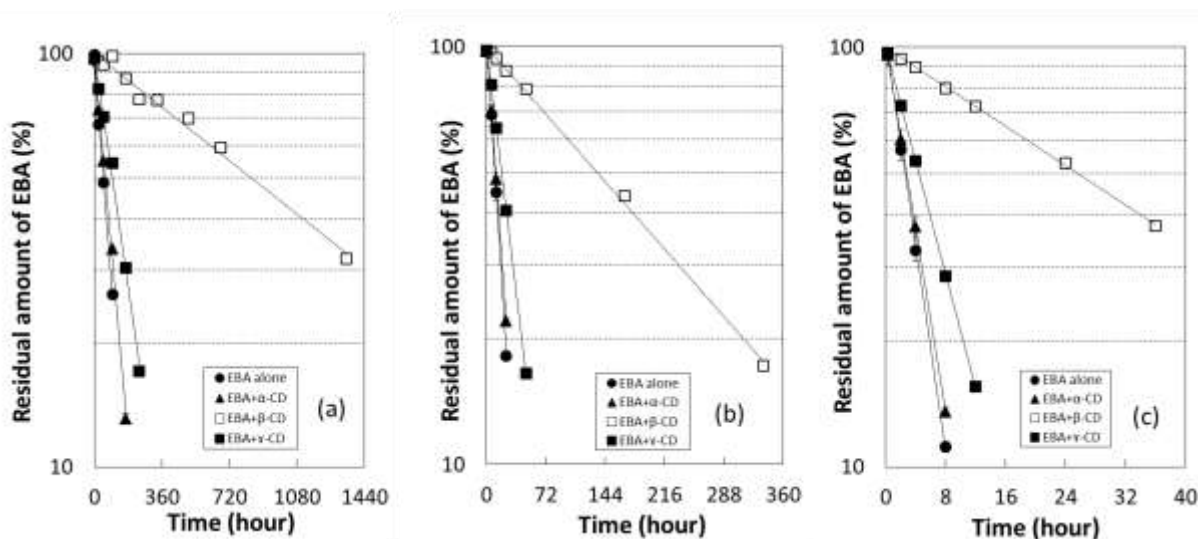 100
Residual amount of EBA (%)
10
0 360 720 1080 1440
Time (hour)
● EBA alone
▲ EBA+α-CD
□ EBA+β-CD
■ EBA+γ-CD
(a)
100
Residual amount of EBA (%)
10
0 72 144 216 288 360
Time (hour)
● EBA alone
▲ EBA+α-CD
□ EBA+β-CD
■ EBA+γ-CD
(b)
100
Residual amount of EBA (%)
10
0 8 16 24 32 40
Time (hour)
● EBA alone
▲ EBA+α-CD
□ EBA+β-CD
■ EBA+γ-CD
(c)